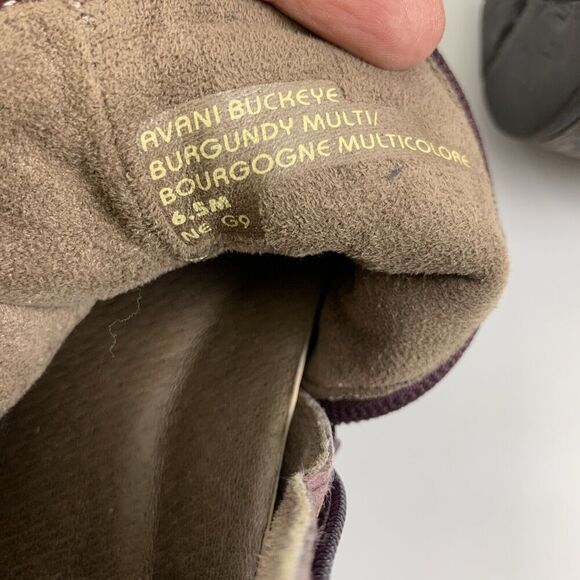 AVANI BUCKEYE
BURGUNDY MULTI/
BOURGOGNE MULTICOLORE
6.5M
NE G9